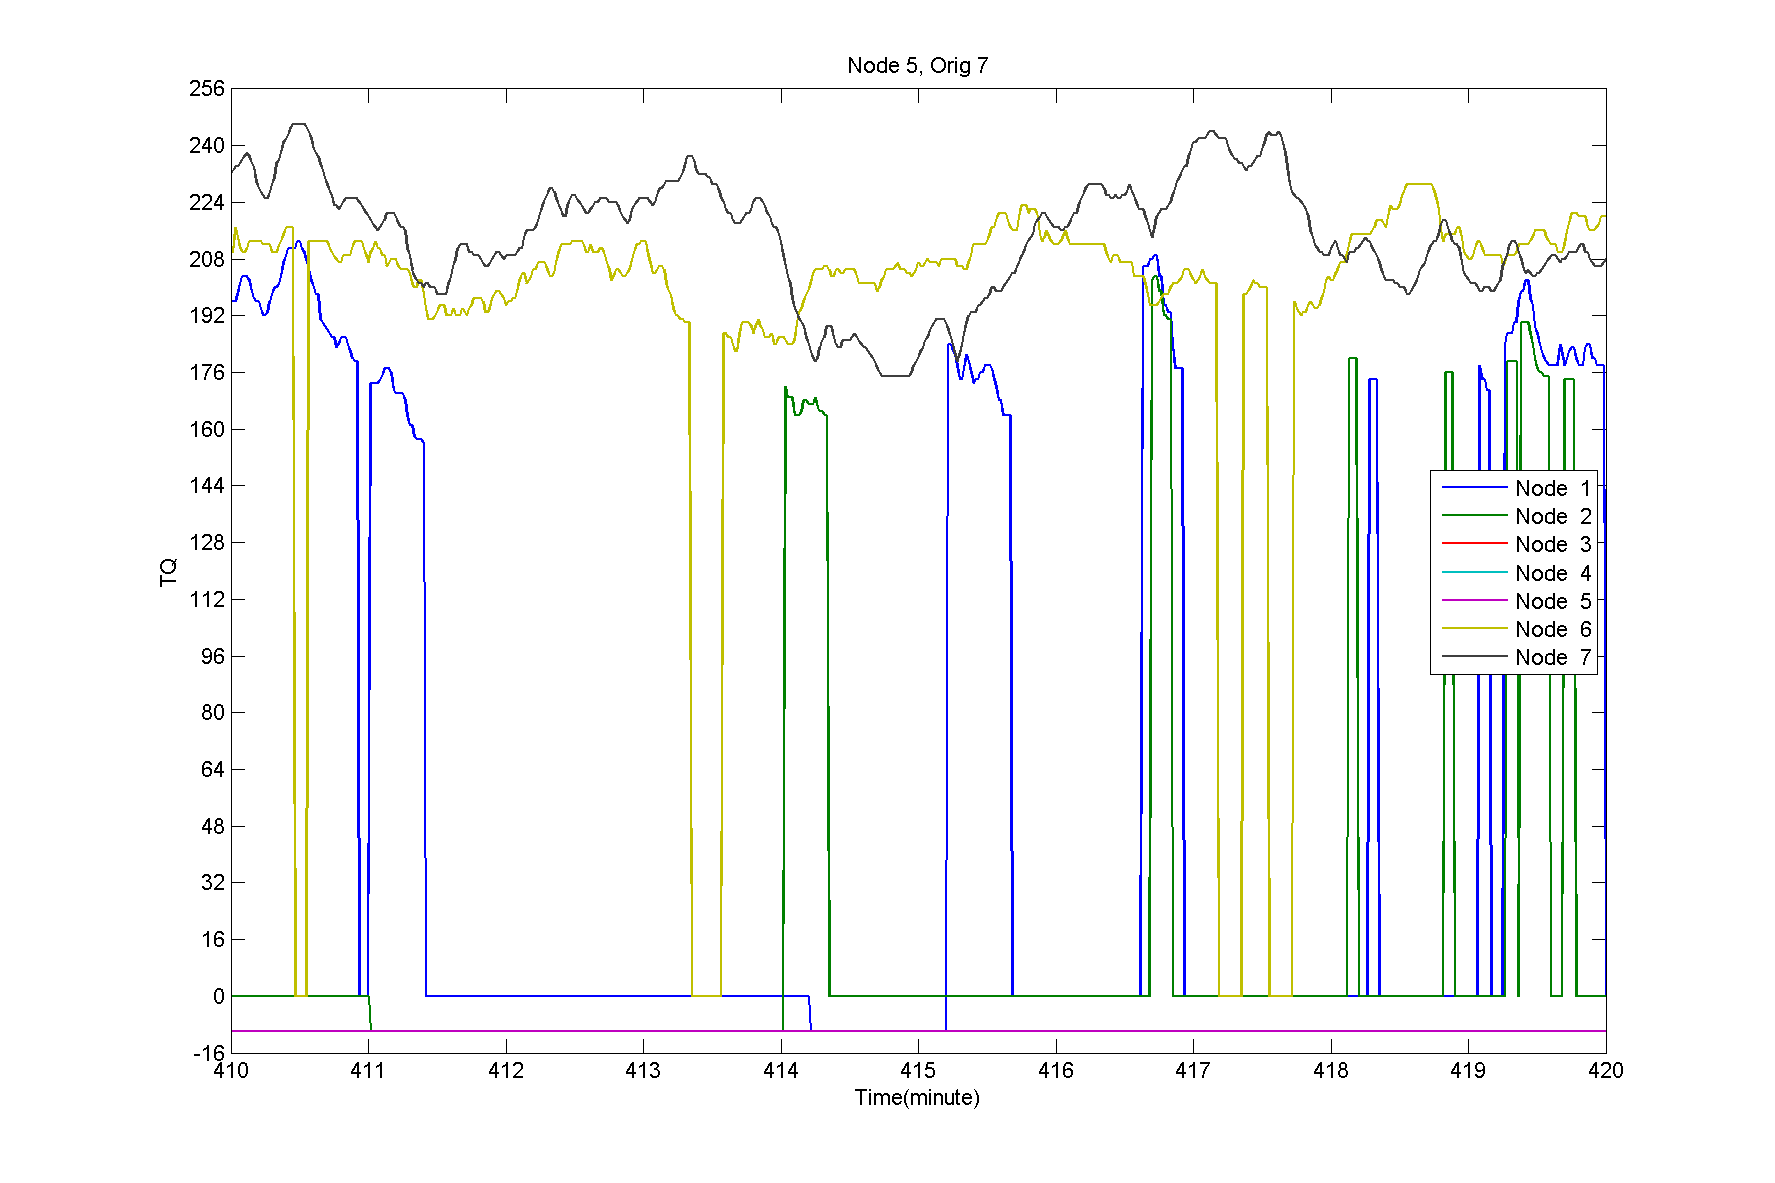 Node 5, Orig 7
256
240
224
208
192
176
160
144
128
112
96
80
64
48
32
16
0
-16
TQ
Node 1
Node 2
Node 3
Node 4
Node 5
Node 6
Node 7
410 411 412 413 414 415 416 417 418 419 420
Time(minute)